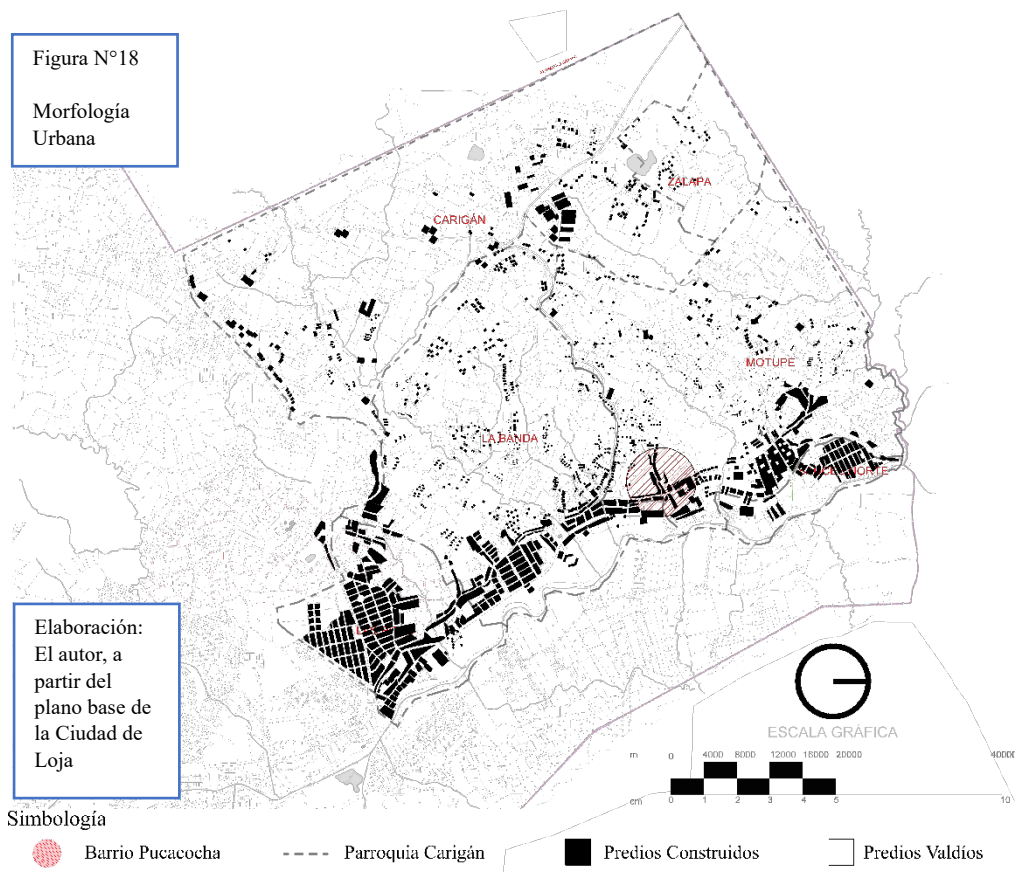 Figura N°18
Morfología
Urbana
ZALAPA
CARIGÁN
MOTUPE
LA BANDA
NORTE
Elaboración:
El autor, a
partir del
plano base de
la Ciudad de
Loja
ESCALA GRÁFICA
m 0 4000 8000 12000 16000 20000 40000
cm 0 1 2 3 4 5 10
Simbología
Barrio Pucacocha
Parroquia Carigán
Predios Construidos
Predios Valdíos